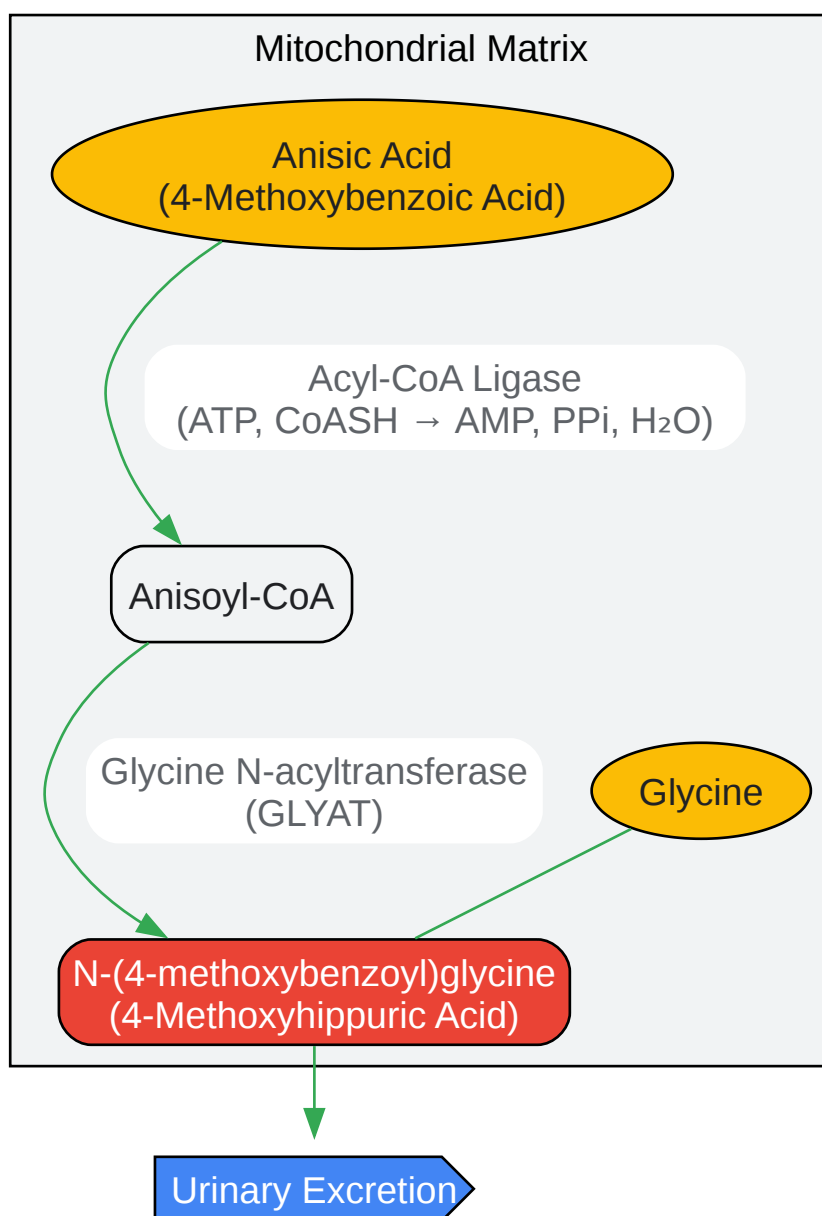 Mitochondrial Matrix
Anisic Acid
(4-Methoxybenzoic Acid)
Acyl-CoA Ligase
(ATP, CoASH → AMP, PPi, H₂O)
Anisoyl-CoA
Glycine N-acyltransferase
(GLYAT)
Glycine
N-(4-methoxybenzoyl)glycine
(4-Methoxyhippuric Acid)
Urinary Excretion